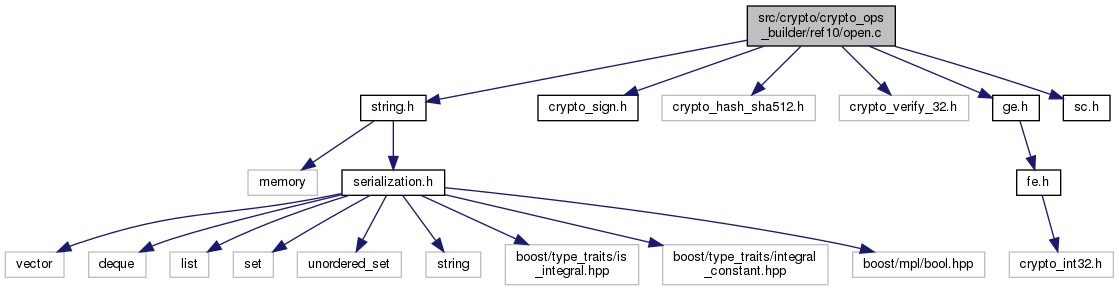 src/crypto/crypto_ops
_builder/ref10/open.c
string.h
crypto_sign.h
crypto_hash_sha512.h
crypto_verify_32.h
ge.h
sc.h
memory
serialization.h
fe.h
vector
deque
list
set
unordered_set
string
boost/type_traits/is
_integral.hpp
boost/type_traits/integral
_constant.hpp
boost/mpl/bool.hpp
crypto_int32.h